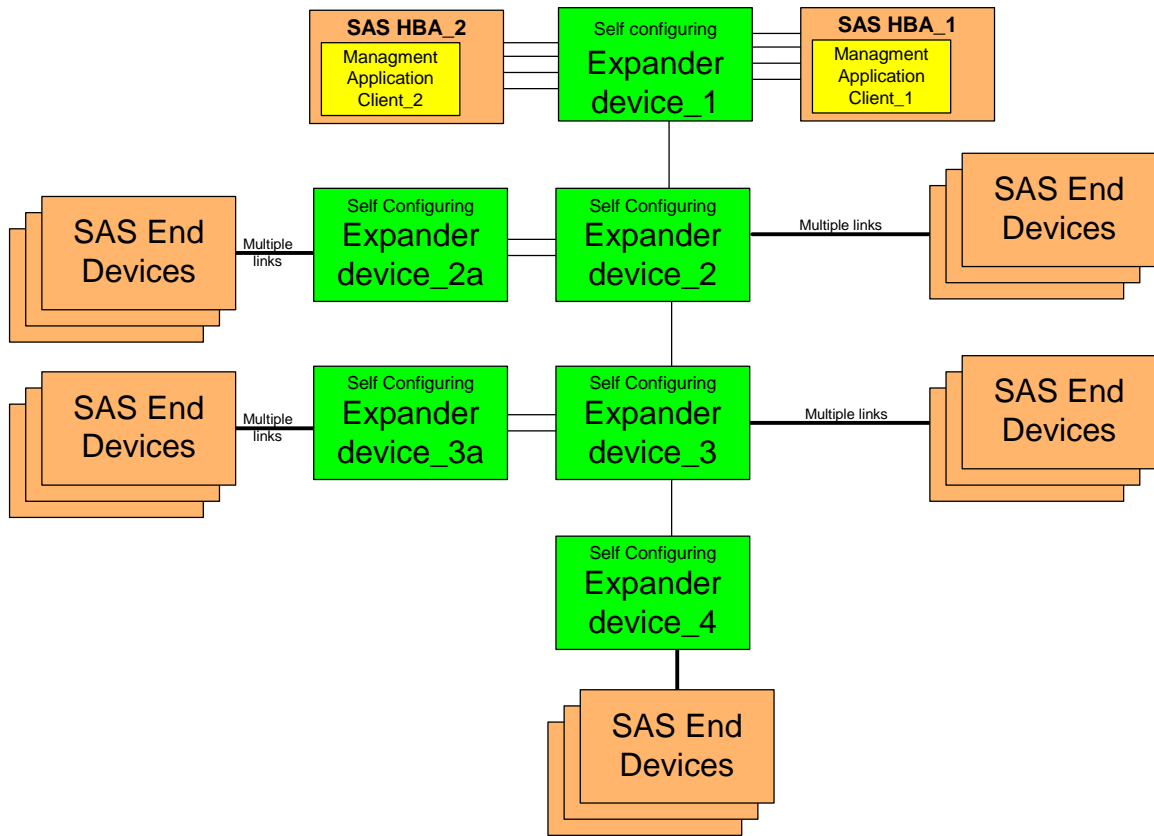 SAS HBA_2
Managment
Application
Client_2
Self configuring
Expander
device_1
SAS HBA_1
Managment
Application
Client_1
SAS End
Devices
Multiple
links
Self Configuring
Expander
device_2a
Self Configuring
Expander
device_2
Multiple links
SAS End
Devices
SAS End
Devices
Multiple
links
Self Configuring
Expander
device_3a
Self Configuring
Expander
device_3
Multiple links
SAS End
Devices
Self Configuring
Expander
device_4
SAS End
Devices